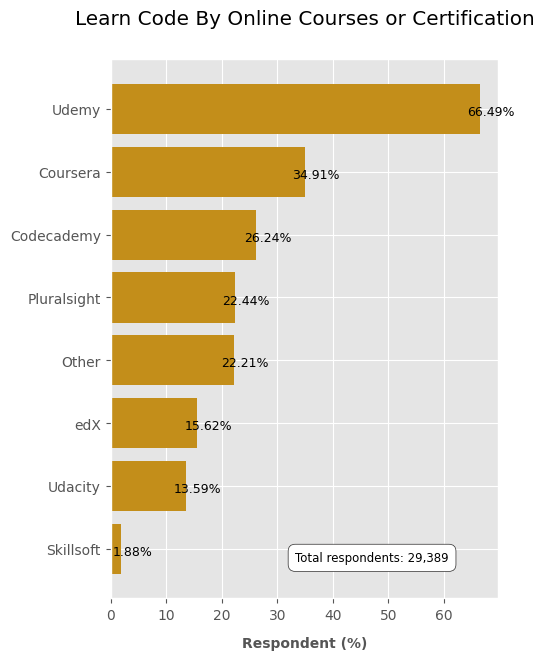 Learn Code By Online Courses or Certification
Udemy
66.49%
Coursera
34.91%
Codecademy
26.24%
Pluralsight
22.44%
Other
22.21%
edX
15.62%
Udacity
13.59%
Skillsoft
1.88%
Total respondents: 29,389
0 10 20 30 40 50 60
Respondent (%)